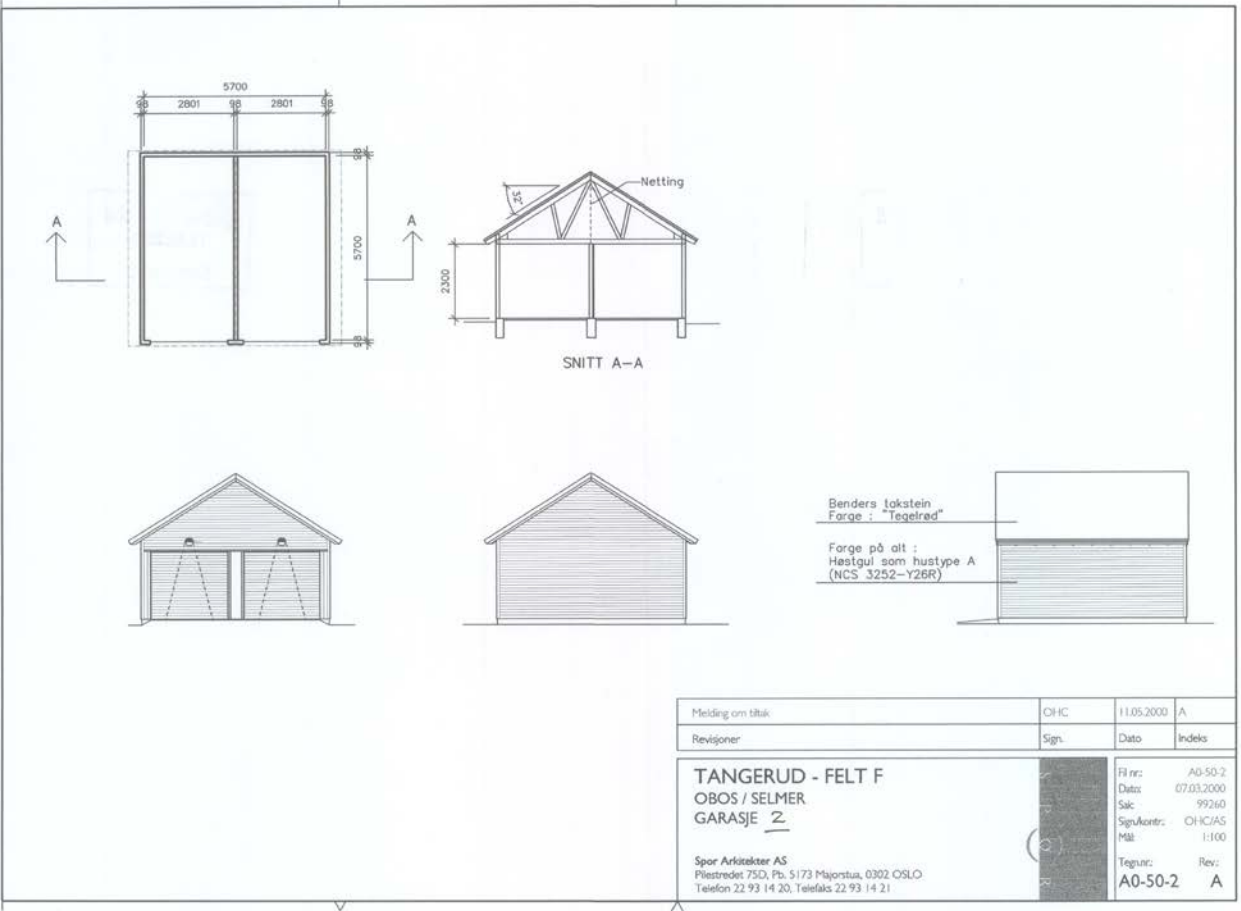 5700
98 2801 98 2801 98
98
5700
98
A A
32°
Netting
2300
SNITT A-A
Benders takstein
Farge : "Tegelrød"
Farge på alt :
Høstgul som hustype A
(NCS 3252-Y26R)
Melding om tiltak OHC 11.05.2000 A
Revisjoner Sign. Dato Indeks
TANGERUD - FELT F
OBOS / SELMER
GARASJE 2
Spor Arkitekter AS
Pilestredet 75D, Pb. 5173 Majorstua, 0302 OSLO
Telefon 22 93 14 20, Telefaks 22 93 14 21
S P O R
Fil nr.: A0-50-2
Dato: 07.03.2000
Sak: 99260
Sign./kontr.: OHC/AS
Mål: 1:100
Tegn.nr.: Rev.:
A0-50-2 A